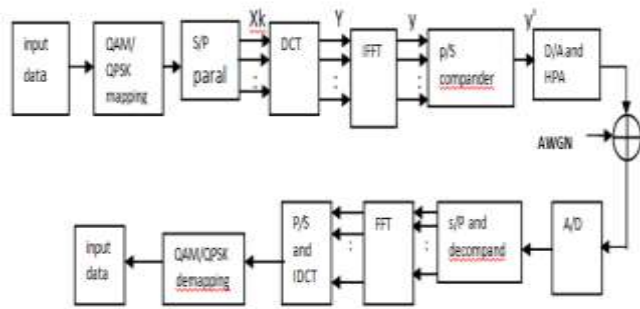 Xk
Y
y
y'
input
data
QAM/
QPSK
mapping
S/P
paral
DCT
IFFT
p/S
compander
D/A and
HPA
:
:
:
:
:
:
AWGN
input
data
QAM/QPSK
demapping
P/S
and
IDCT
:
FFT
:
s/P and
decompand
A/D